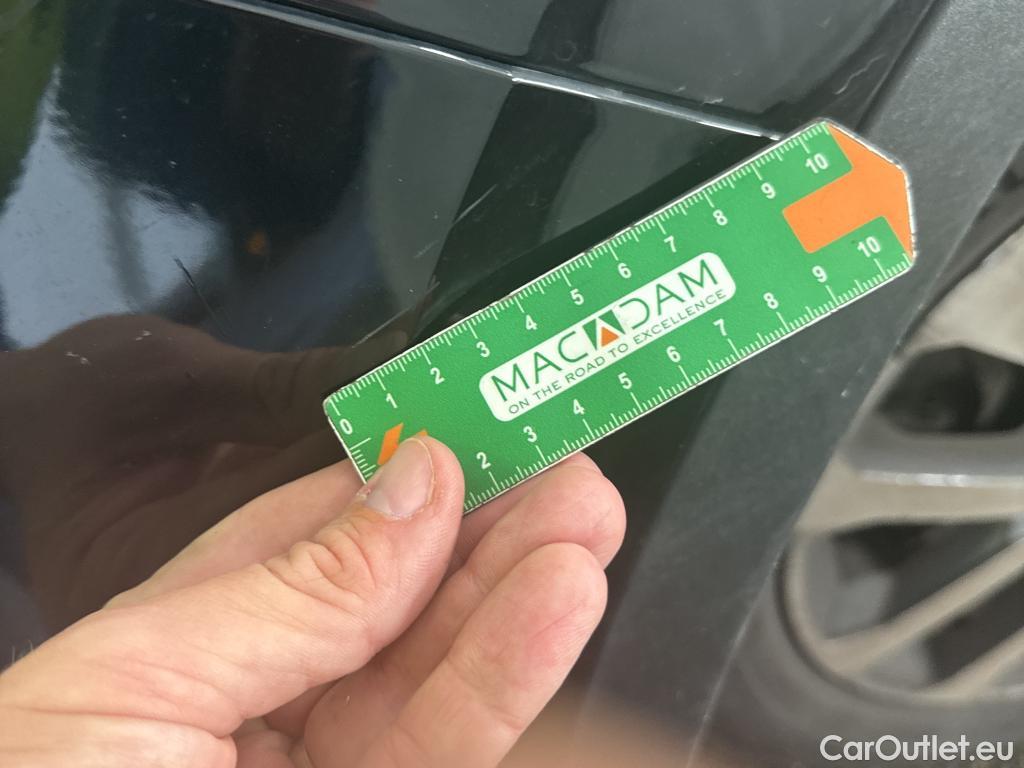 0 1 2 3 4 5 6 7 8 9 10
MACADAM
ON THE ROAD TO EXCELLENCE
2 3 4 5 6 7 8 9 10
CarOutlet.eu